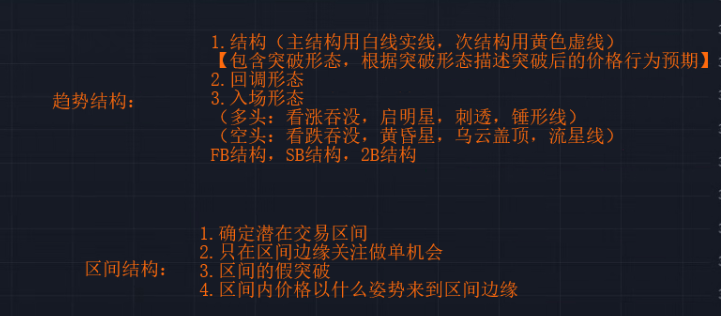 趋势结构：
1.结构（主结构用白线实线，次结构用黄色虚线）
【包含突破形态，根据突破形态描述突破后的价格行为预期】
2.回调形态
3.入场形态
（多头：看涨吞没，启明星，刺透，锤形线）
（空头：看跌吞没，黄昏星，乌云盖顶，流星线）
FB结构，SB结构，2B结构
区间结构：
1.确定潜在交易区间
2.只在区间边缘关注做单机会
3.区间的假突破
4.区间内价格以什么姿势来到区间边缘